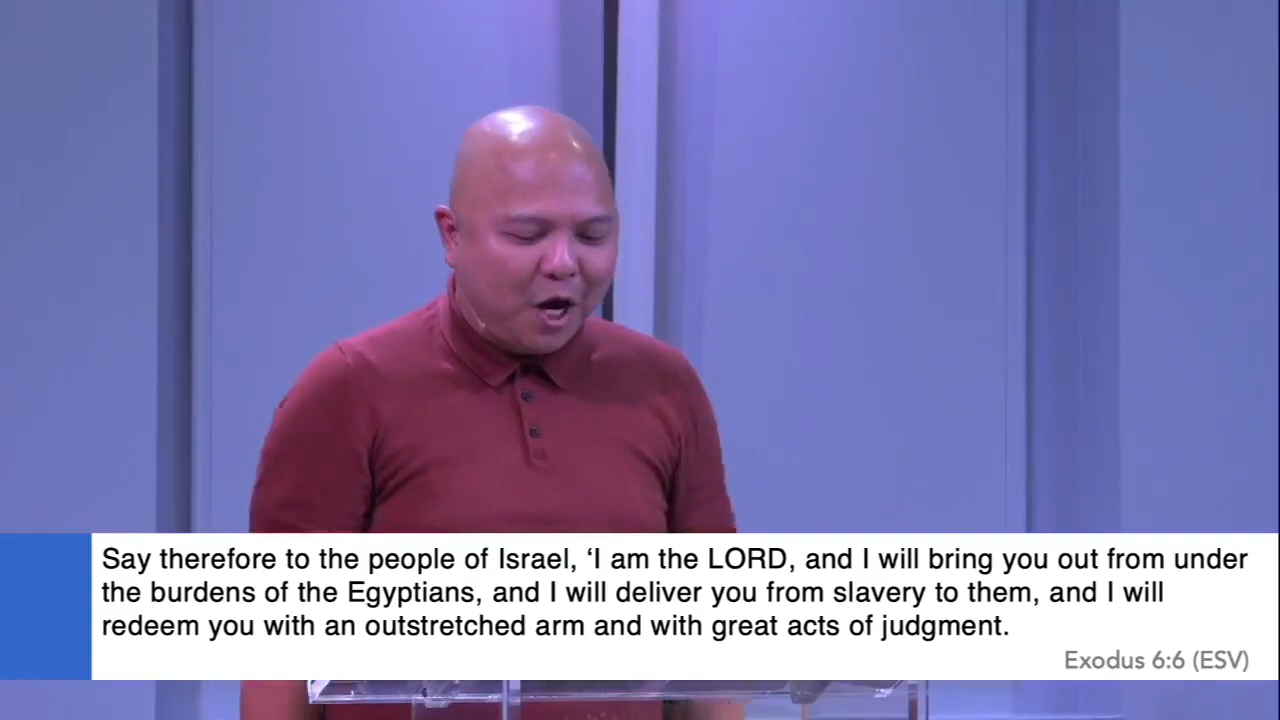 Say therefore to the people of Israel, ‘I am the LORD, and I will bring you out from under
the burdens of the Egyptians, and I will deliver you from slavery to them, and I will
redeem you with an outstretched arm and with great acts of judgment.
Exodus 6:6 (ESV)